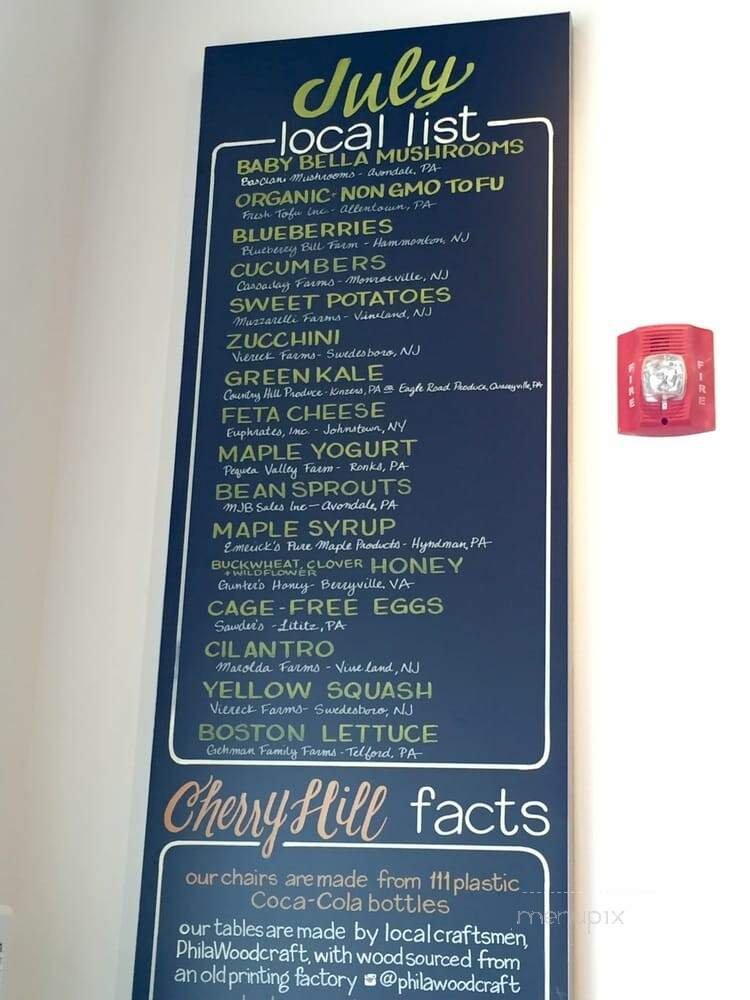 July
local list
BABY BELLA MUSHROOMS
Basciani Mushrooms - Avondale, PA
ORGANIC · NON GMO TOFU
Fresh Tofu Inc - Allentown, PA
BLUEBERRIES
Blueberry Bill Farm - Hammonton, NJ
CUCUMBERS
Cassaday Farms - Monroeville, NJ
SWEET POTATOES
Muzzarelli Farms - Vineland, NJ
ZUCCHINI
Viereck Farms - Swedesboro, NJ
GREEN KALE
Country Hill Produce - Kinzers, PA or Eagle Road Produce, Quarryville, PA
FETA CHEESE
Euphrates, Inc. - Johnstown, NY
MAPLE YOGURT
Pequea Valley Farm - Ronks, PA
BEAN SPROUTS
MJB Sales Inc - Avondale, PA
MAPLE SYRUP
Emerick's Pure Maple Products - Hyndman, PA
BUCKWHEAT, CLOVER + WILDFLOWER HONEY
Gunter's Honey - Berryville, VA
CAGE-FREE EGGS
Sauder's - Lititz, PA
CILANTRO
Marolda Farms - Vineland, NJ
YELLOW SQUASH
Viereck Farms - Swedesboro, NJ
BOSTON LETTUCE
Gehman Family Farms - Telford, PA
Cherry Hill facts
our chairs are made from 111 plastic
Coca-Cola bottles
our tables are made by local craftsmen,
PhilaWoodcraft, with wood sourced from
an old printing factory @philawoodcraft
FIRE
FIRE
menupix